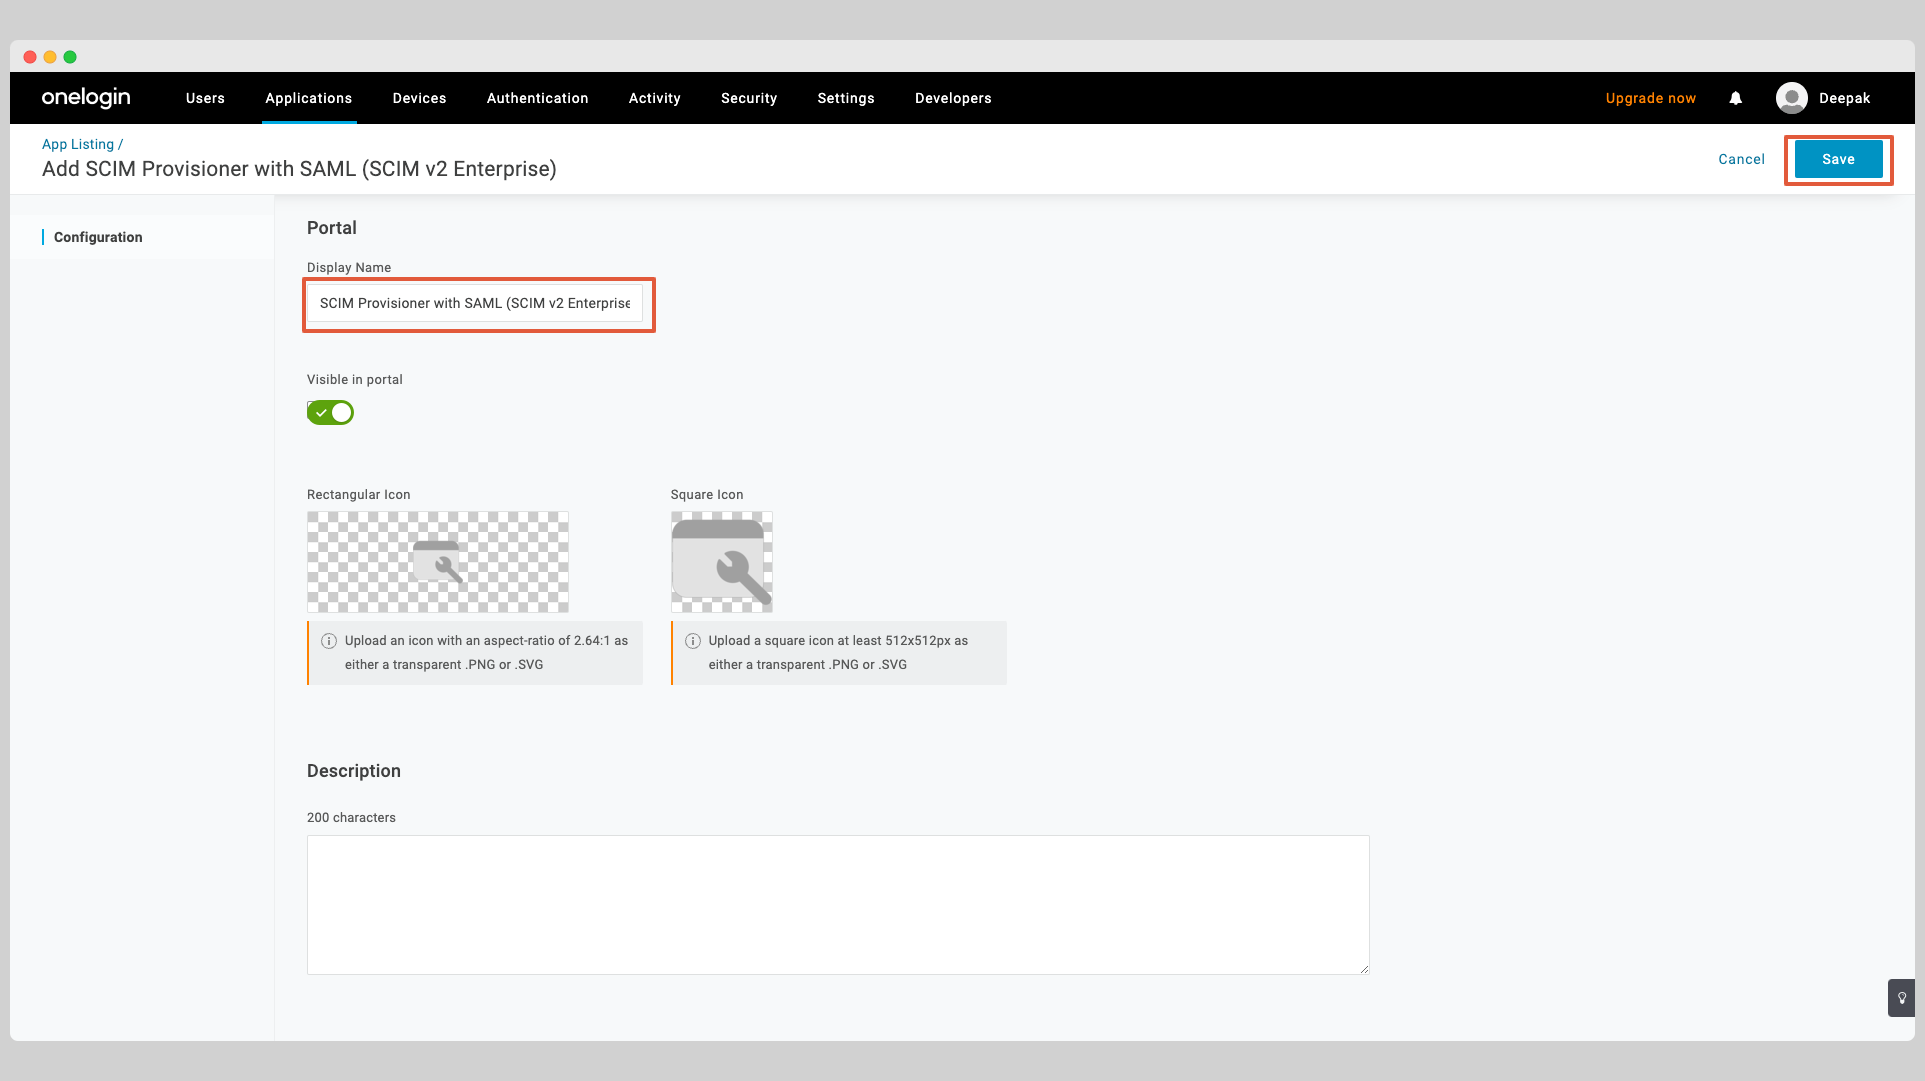 onelogin
Users
Applications
Devices
Authentication
Activity
Security
Settings
Developers
Upgrade now
Deepak
App Listing /
Add SCIM Provisioner with SAML (SCIM v2 Enterprise)
Cancel
Save
Configuration
Portal
Display Name
SCIM Provisioner with SAML (SCIM v2 Enterprise
Visible in portal
Rectangular Icon
Upload an icon with an aspect-ratio of 2.64:1 as
either a transparent .PNG or .SVG
Square Icon
Upload a square icon at least 512x512px as
either a transparent .PNG or .SVG
Description
200 characters